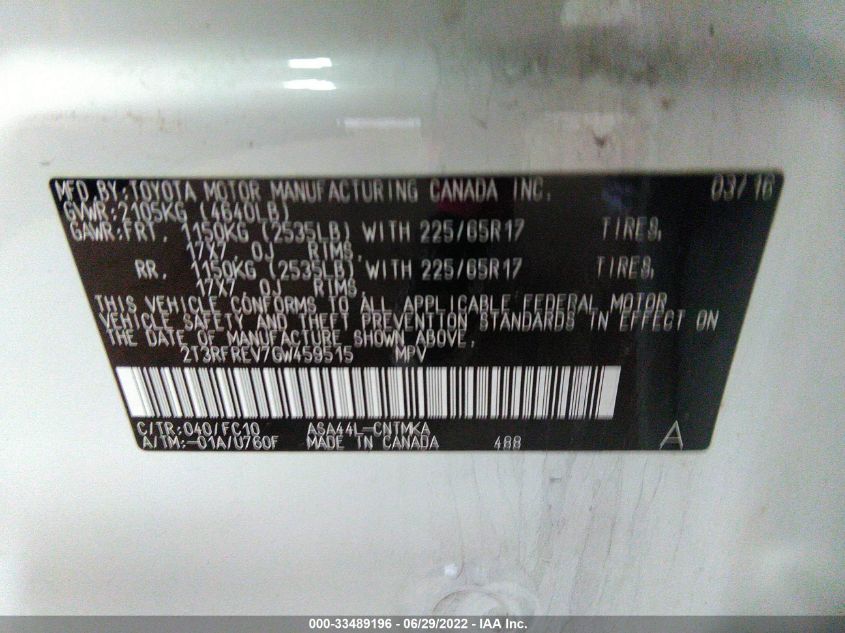 MFD.BY:TOYOTA MOTOR MANUFACTURING CANADA INC. 03/16
GVWR:2105KG (4640LB)
GAWR:FRT. 1150KG (2535LB) WITH 225/65R17 TIRES,
17X7.0J RIMS,
RR. 1150KG (2535LB) WITH 225/65R17 TIRES,
17X7.0J RIMS
THIS VEHICLE CONFORMS TO ALL APPLICABLE FEDERAL MOTOR
VEHICLE SAFETY AND THEFT PREVENTION STANDARDS IN EFFECT ON
THE DATE OF MANUFACTURE SHOWN ABOVE.
2T3RFREV7GW459515 MPV
C/TR:040/FC10 ASA44L-CNTMKA
A/TM:-01A/U760F MADE IN CANADA 488 A
000-33489196 - 06/29/2022 - IAA Inc.